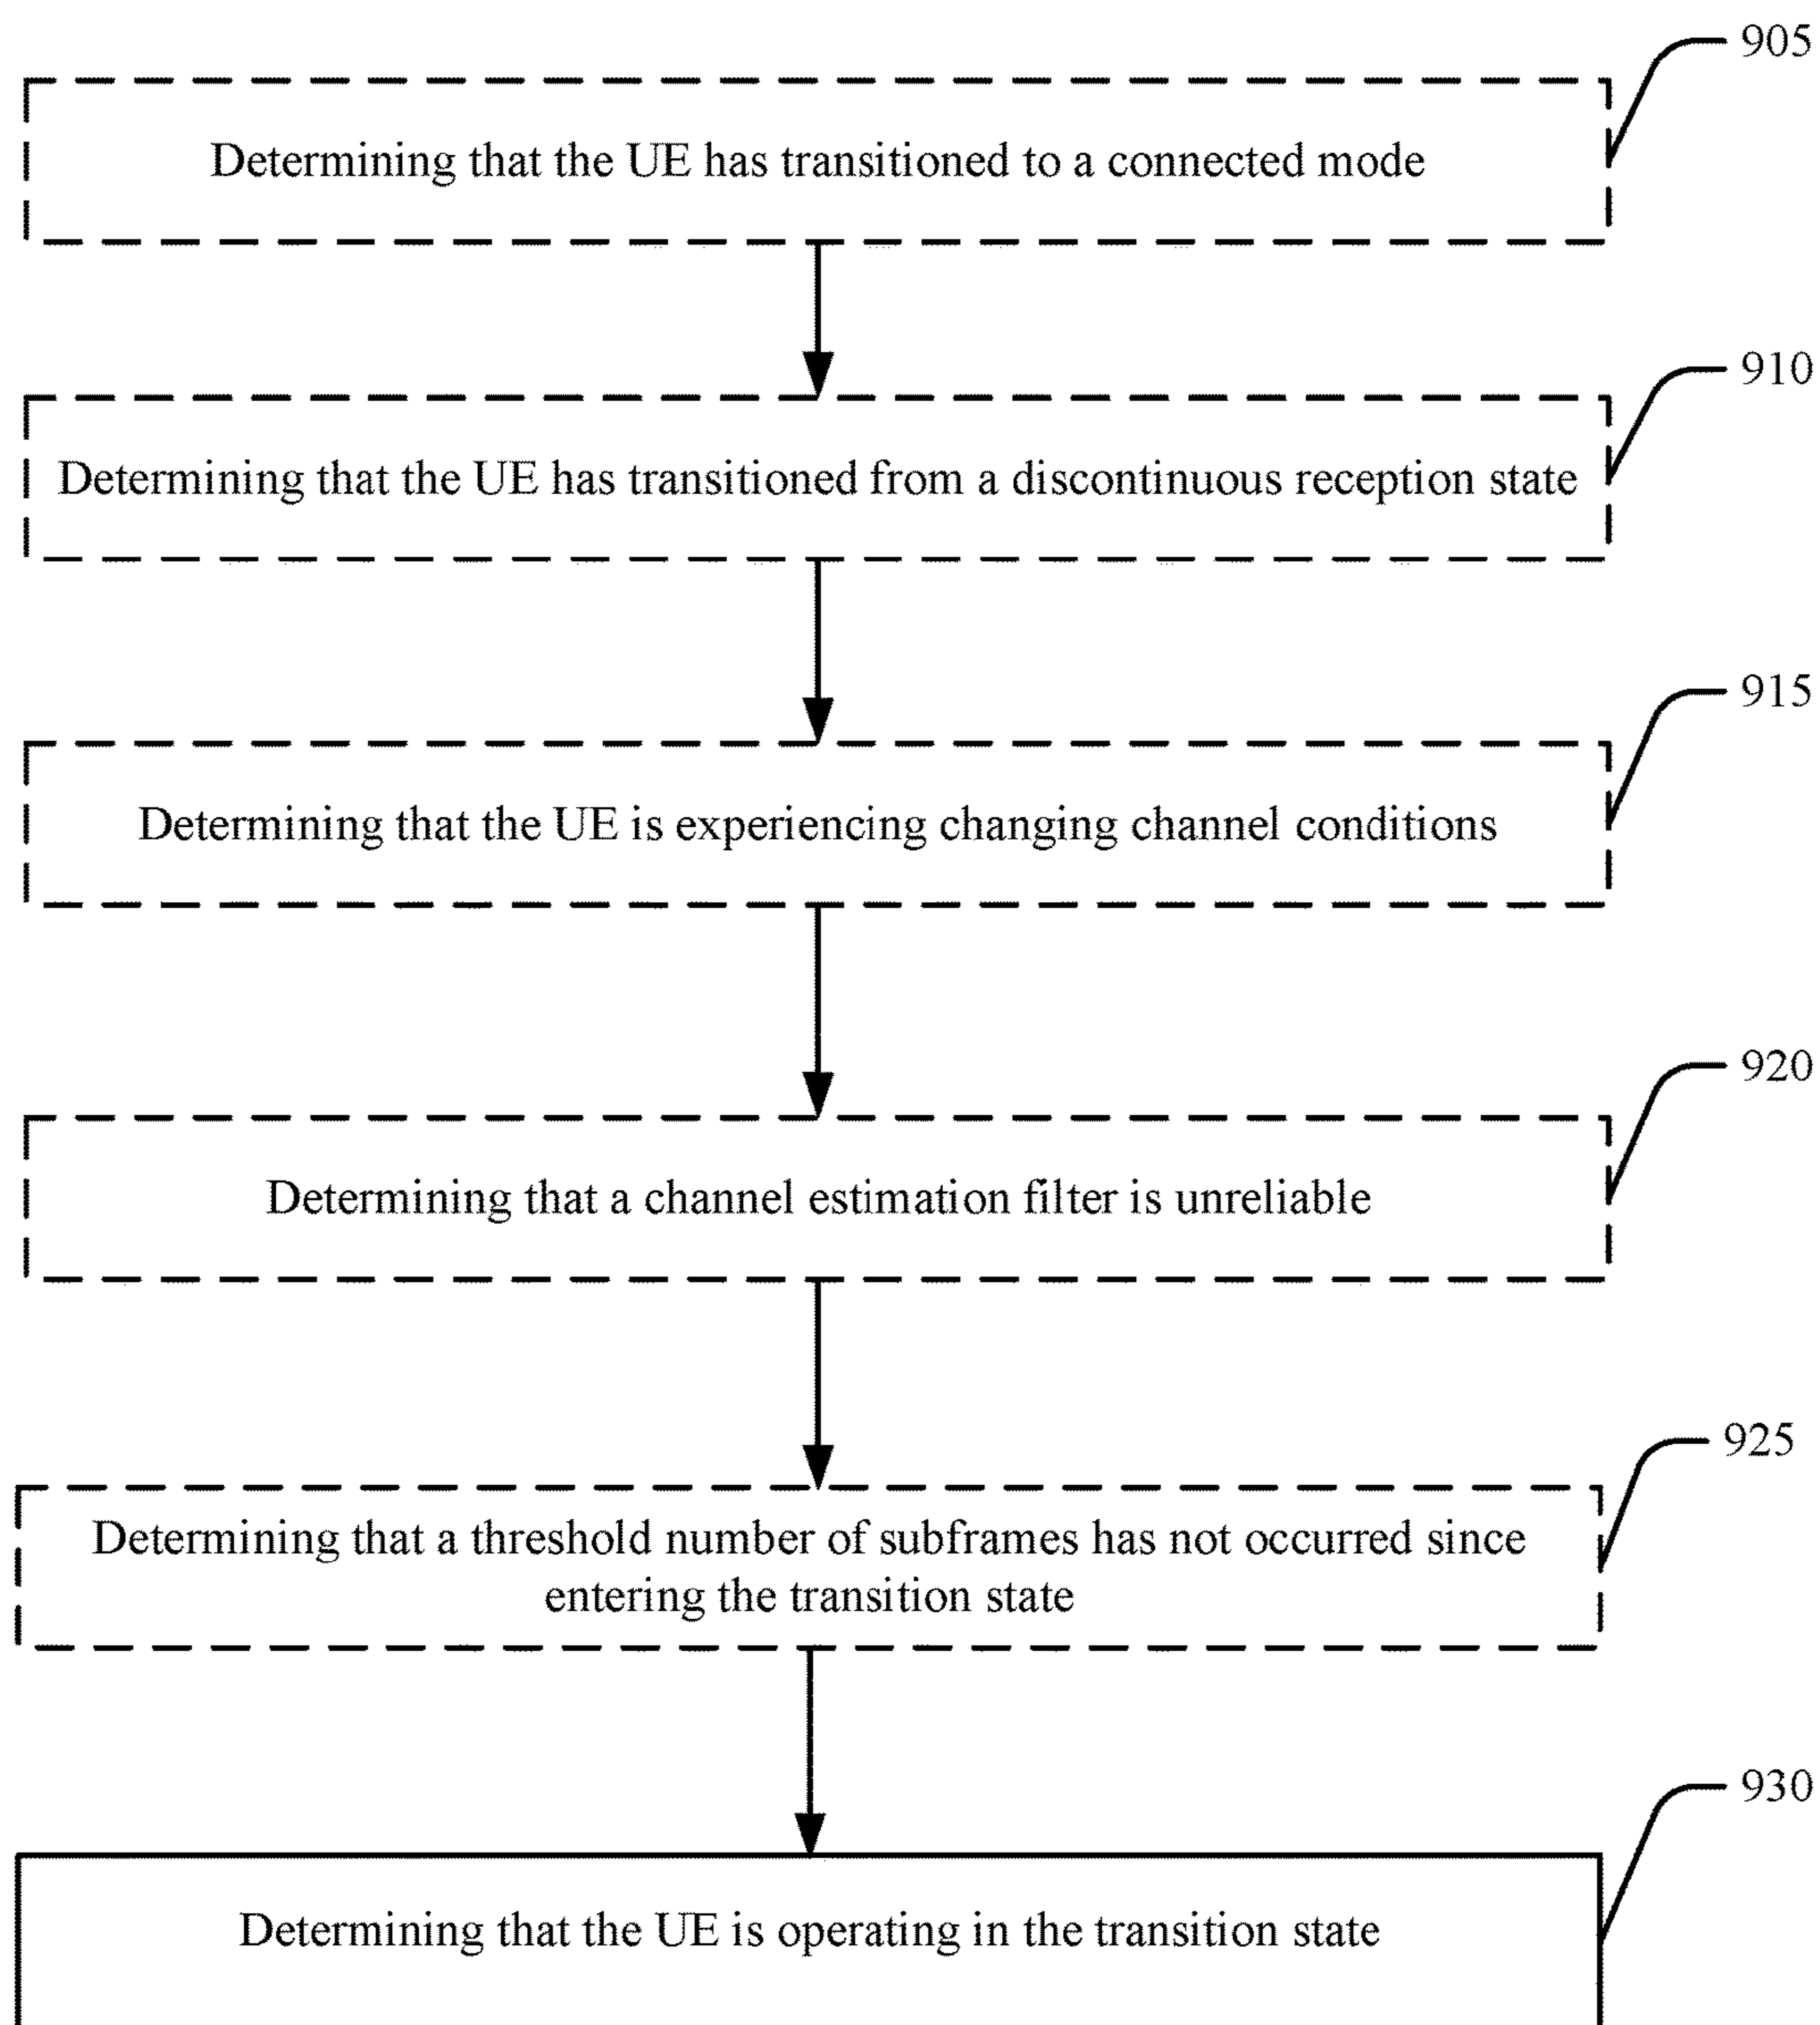 905
Determining that the UE has transitioned to a connected mode
910
Determining that the UE has transitioned from a discontinuous reception state
915
Determining that the UE is experiencing changing channel conditions
920
Determining that a channel estimation filter is unreliable
925
Determining that a threshold number of subframes has not occurred since
entering the transition state
930
Determining that the UE is operating in the transition state